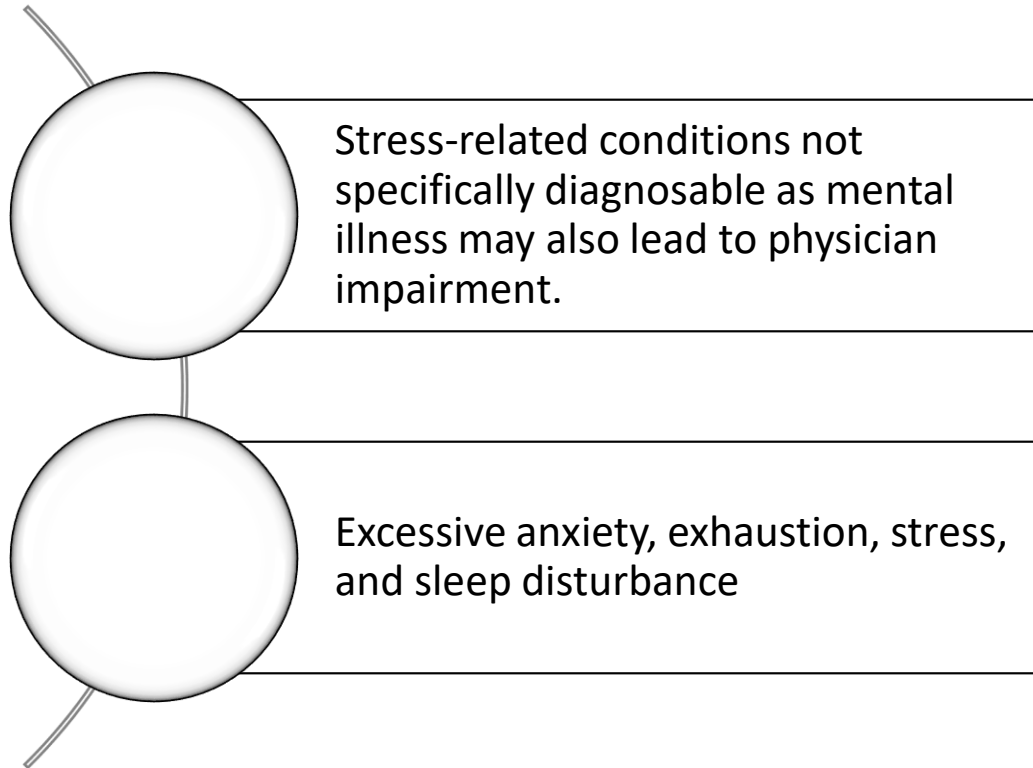 Stress-related conditions not
specifically diagnosable as mental
illness may also lead to physician
impairment.
Excessive anxiety, exhaustion, stress,
and sleep disturbance